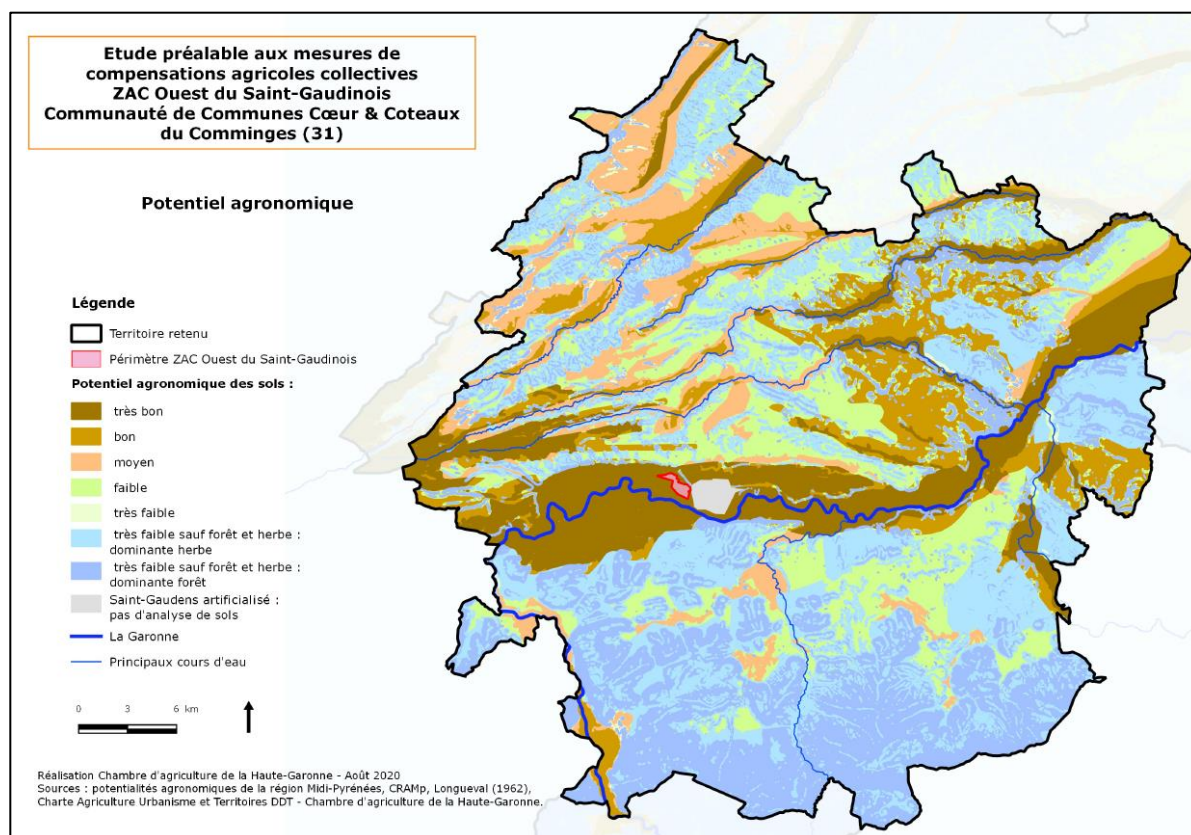 Etude préalable aux mesures de
compensations agricoles collectives
ZAC Ouest du Saint-Gaudinois
Communauté de Communes Cœur & Coteaux
du Comminges (31)
Potentiel agronomique
Légende
Territoire retenu
Périmètre ZAC Ouest du Saint-Gaudinois
Potentiel agronomique des sols :
très bon
bon
moyen
faible
très faible
très faible sauf forêt et herbe :
dominante herbe
très faible sauf forêt et herbe :
dominante forêt
Saint-Gaudens artificialisé :
pas d'analyse de sols
La Garonne
Principaux cours d'eau
0 3 6 km
Réalisation Chambre d'agriculture de la Haute-Garonne - Août 2020
Sources : potentialités agronomiques de la région Midi-Pyrénées, CRAMp, Longueval (1962),
Charte Agriculture Urbanisme et Territoires DDT - Chambre d'agriculture de la Haute-Garonne.